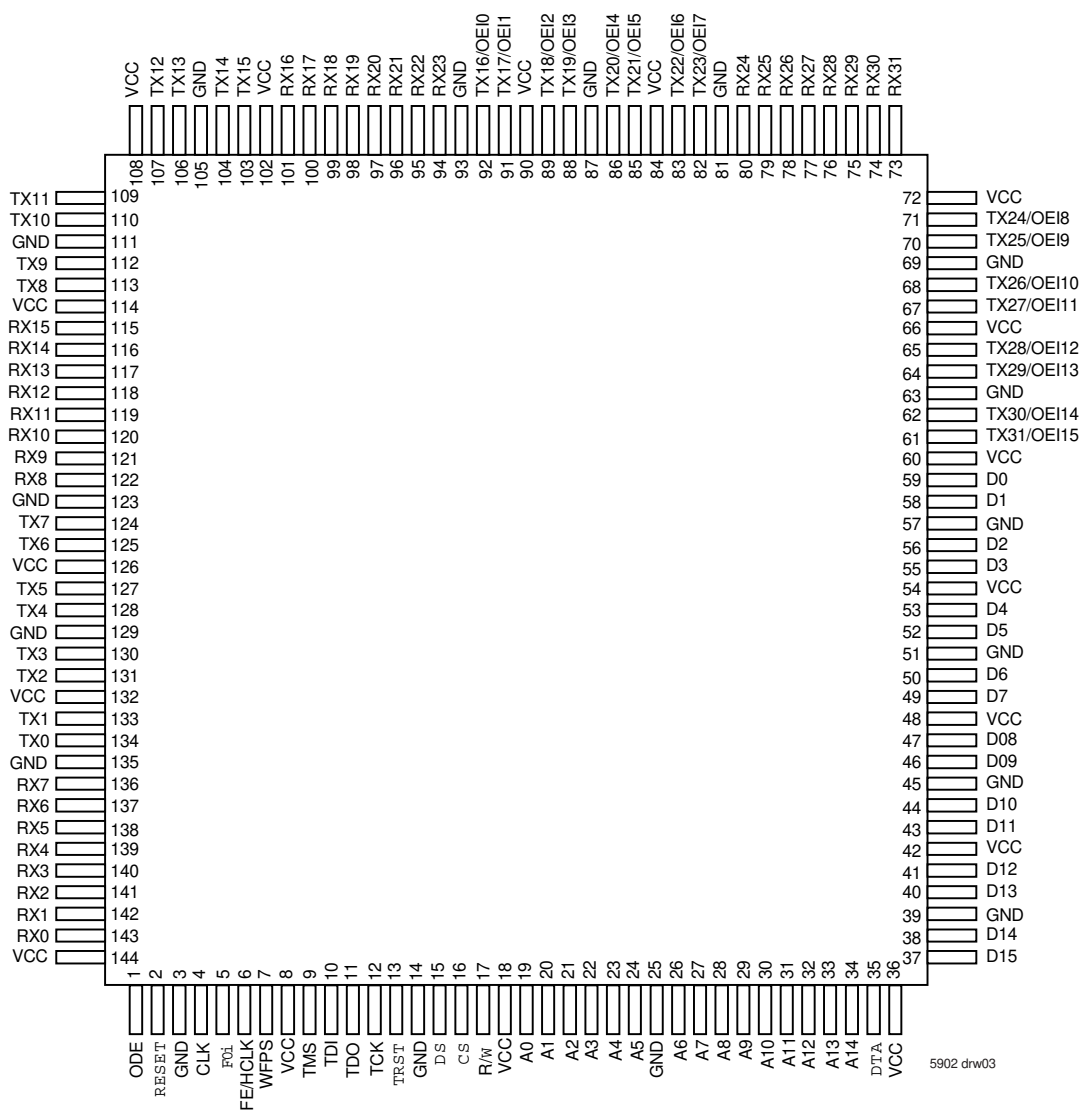 VCC
TX12
TX13
GND
TX14
TX15
VCC
RX16
RX17
RX18
RX19
RX20
RX21
RX22
RX23
GND
TX16/OEI0
TX17/OEI1
VCC
TX18/OEI2
TX19/OEI3
GND
TX20/OEI4
TX21/OEI5
VCC
TX22/OEI6
TX23/OEI7
GND
RX24
RX25
RX26
RX27
RX28
RX29
RX30
RX31
108
107
106
105
104
103
102
101
100
99
98
97
96
95
94
93
92
91
90
89
88
87
86
85
84
83
82
81
80
79
78
77
76
75
74
73
TX11 109 72 VCC
TX10 110 71 TX24/OEI8
GND 111 70 TX25/OEI9
TX9 112 69 GND
TX8 113 68 TX26/OEI10
VCC 114 67 TX27/OEI11
RX15 115 66 VCC
RX14 116 65 TX28/OEI12
RX13 117 64 TX29/OEI13
RX12 118 63 GND
RX11 119 62 TX30/OEI14
RX10 120 61 TX31/OEI15
RX9 121 60 VCC
RX8 122 59 D0
GND 123 58 D1
TX7 124 57 GND
TX6 125 56 D2
VCC 126 55 D3
TX5 127 54 VCC
TX4 128 53 D4
GND 129 52 D5
TX3 130 51 GND
TX2 131 50 D6
VCC 132 49 D7
TX1 133 48 VCC
TX0 134 47 D08
GND 135 46 D09
RX7 136 45 GND
RX6 137 44 D10
RX5 138 43 D11
RX4 139 42 VCC
RX3 140 41 D12
RX2 141 40 D13
RX1 142 39 GND
RX0 143 38 D14
VCC 144 37 D15
1
2
3
4
5
6
7
8
9
10
11
12
13
14
15
16
17
18
19
20
21
22
23
24
25
26
27
28
29
30
31
32
33
34
35
36
ODE
RESET
GND
CLK
F0i
FE/HCLK
WFPS
VCC
TMS
TDI
TDO
TCK
TRST
GND
DS
CS
R/W
VCC
A0
A1
A2
A3
A4
A5
GND
A6
A7
A8
A9
A10
A11
A12
A13
A14
DTA
VCC
5902 drw03